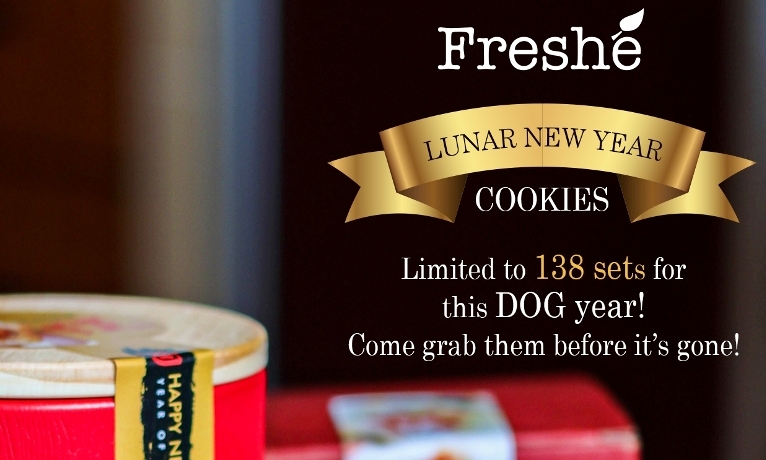 Freshé
LUNAR NEW YEAR
COOKIES
Limited to 138 sets for
this DOG year!
Come grab them before it's gone!
HAPPY
YEAR OF